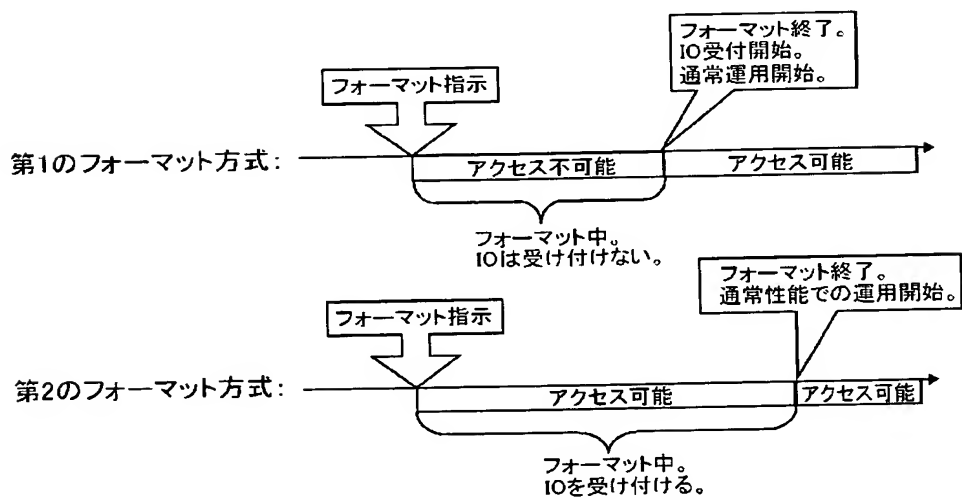 フォーマット終了。
IO受付開始。
通常運用開始。
フォーマット指示
第1のフォーマット方式:
アクセス不可能
アクセス可能
フォーマット中。
IOは受け付けない。
フォーマット終了。
通常性能での運用開始。
フォーマット指示
第2のフォーマット方式:
アクセス可能
アクセス可能
フォーマット中。
IOを受け付ける。